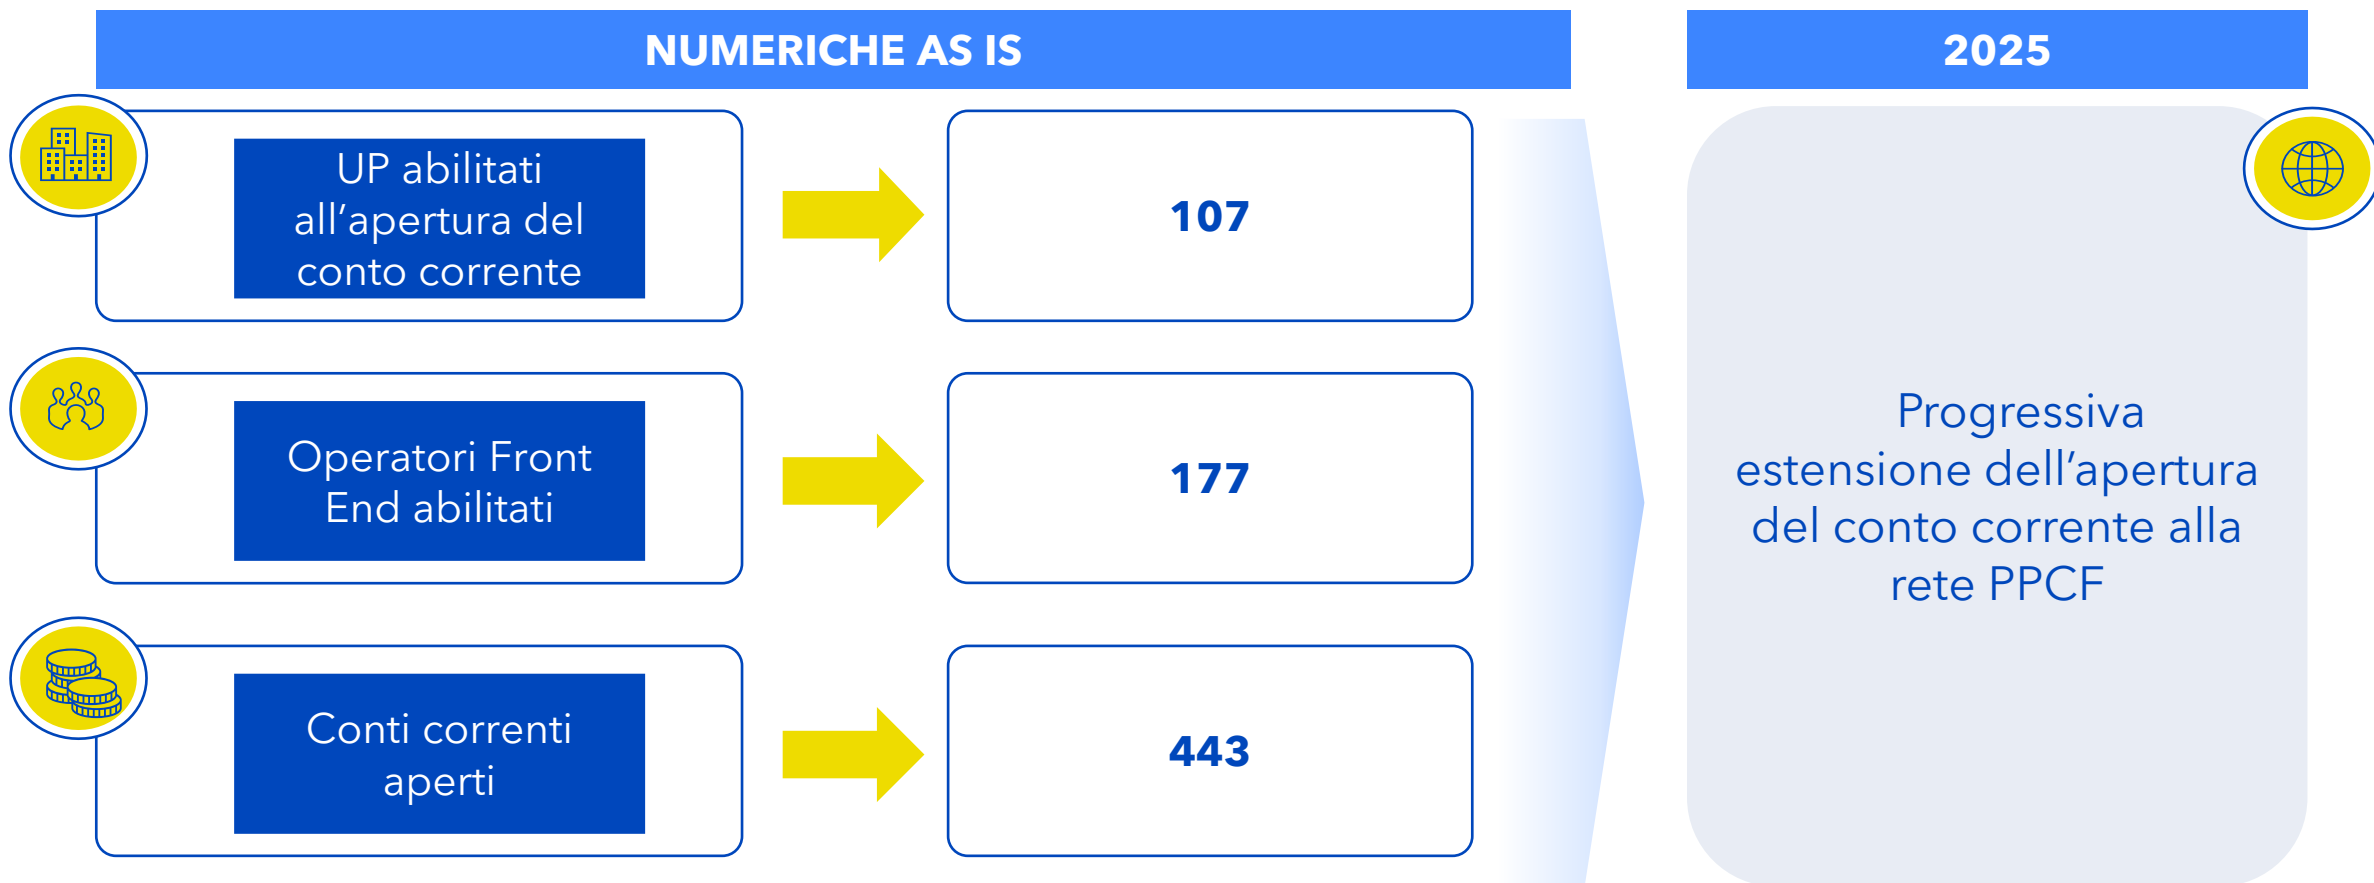 NUMERICHE AS IS
2025
UP abilitati
all’apertura del
conto corrente
107
Operatori Front
End abilitati
177
Conti correnti
aperti
443
Progressiva
estensione dell’apertura
del conto corrente alla
rete PPCF